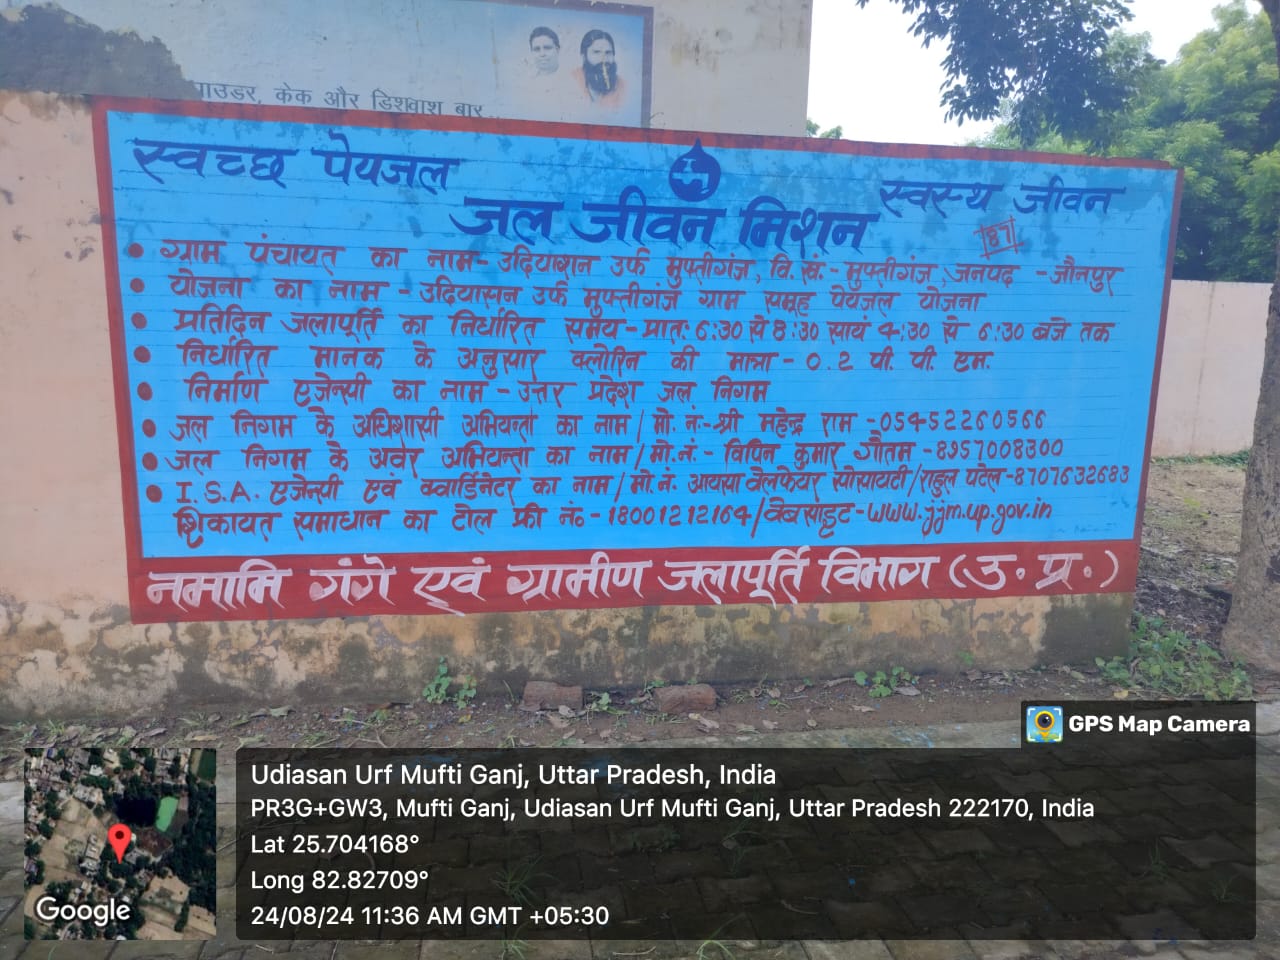 पाउडर, केक और डिशवाश बार
स्वच्छ पेयजल
स्वस्थ जीवन
जल जीवन मिशन
87
• ग्राम पंचायत का नाम- उदियाशन उर्फ मुफ्तीगंज, वि.खं.- मुफ्तीगंज, जनपद - जौनपुर
• योजना का नाम - उदियासन उर्फ मुफ्तीगंज ग्राम समूह पेयजल योजना
• प्रतिदिन जलापूर्ति का निर्धारित समय- प्रातः 6:30 से 8:30 सायं 4:30 से 6:30 बजे तक
• निर्धारित मानक के अनुसार क्लोरिन की मात्रा - 0.2 पी. पी. एम.
• निर्माण एजेन्सी का नाम - उत्तर प्रदेश जल निगम
• जल निगम के अधिशासी अभियन्ता का नाम / मो. नं:- श्री महेन्द्र राम -05452260566
• जल निगम के अवर अभियन्ता का नाम / मो. नं. - विपिन कुमार गौतम -8957008300
• I.S.A. एजेन्सी एवं क्वार्डिनेटर का नाम / मो. नं. आयसा वेलफेयर सोसायटी/राहुल पटेल-8707632683
शिकायत समाधान का टोल फ्री नं०- 18001212164/वेबसाइट-www.jjm.up.gov.in
नमामि गंगे एवं ग्रामीण जलापूर्ति विभाग (उ. प्र.)
GPS Map Camera
Udiasan Urf Mufti Ganj, Uttar Pradesh, India
PR3G+GW3, Mufti Ganj, Udiasan Urf Mufti Ganj, Uttar Pradesh 222170, India
Lat 25.704168°
Long 82.82709°
24/08/24 11:36 AM GMT +05:30
Google